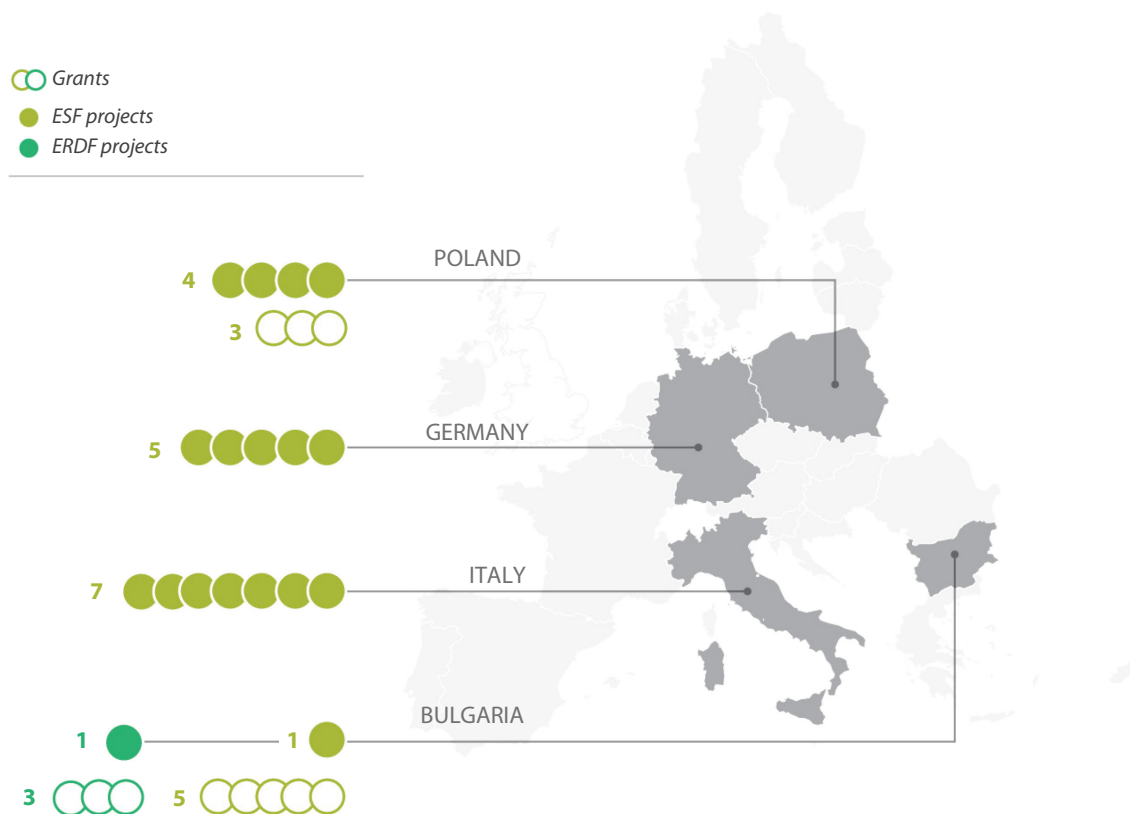 Grants
ESF projects
ERDF projects
POLAND
4
3
GERMANY
5
ITALY
7
BULGARIA
1
1
3
5